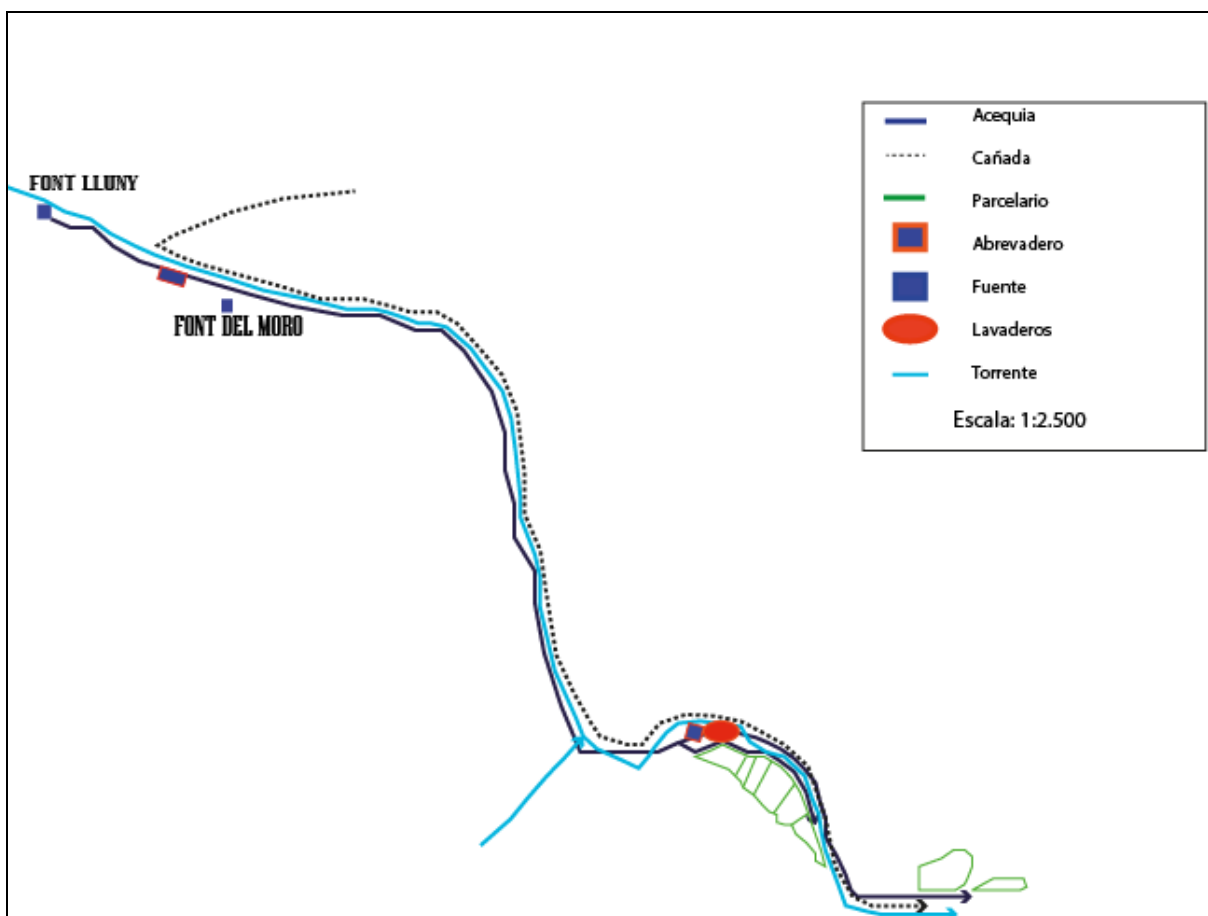 FONT LLUNY
FONT DEL MORO
Acequia
Cañada
Parcelario
Abrevadero
Fuente
Lavaderos
Torrente
Escala: 1:2.500